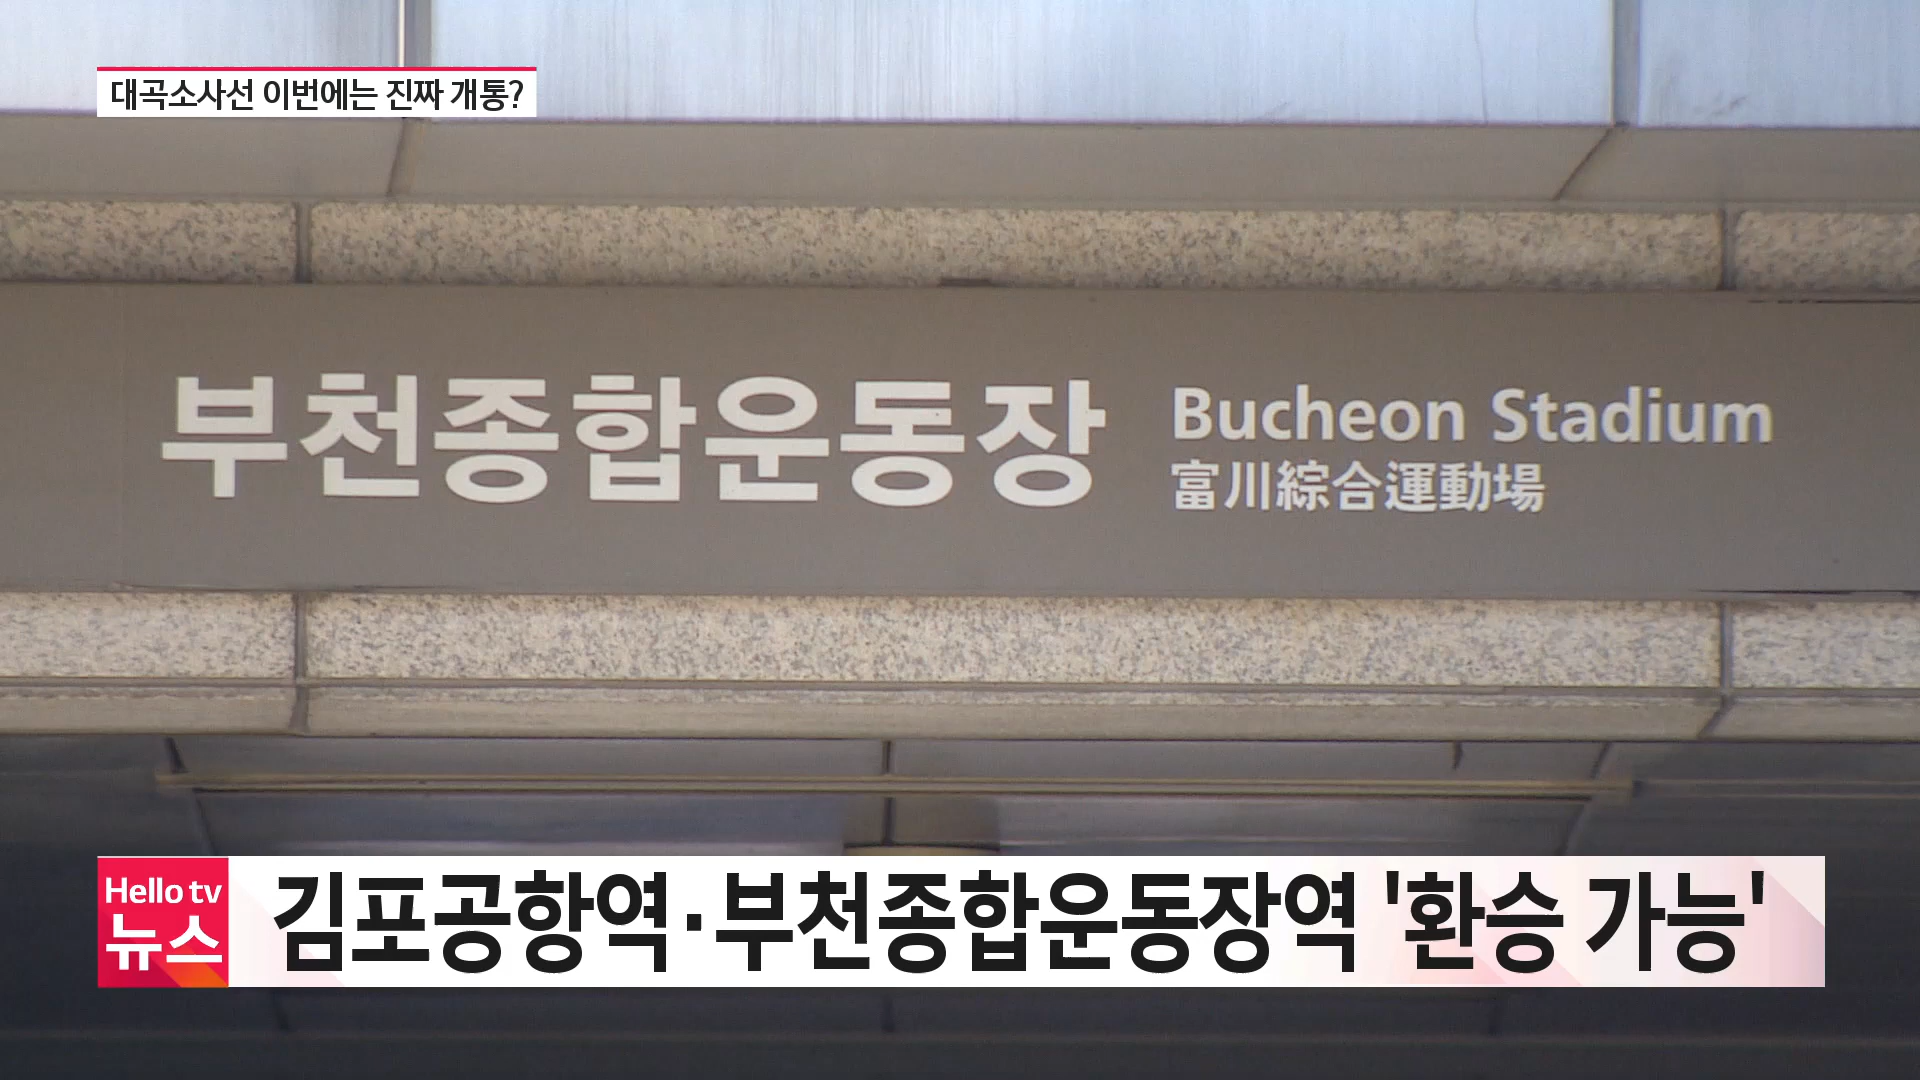 대곡소사선 이번에는 진짜 개통?
부천종합운동장
Bucheon Stadium
富川綜合運動場
Hello tv
뉴스
김포공항역·부천종합운동장역 '환승 가능'